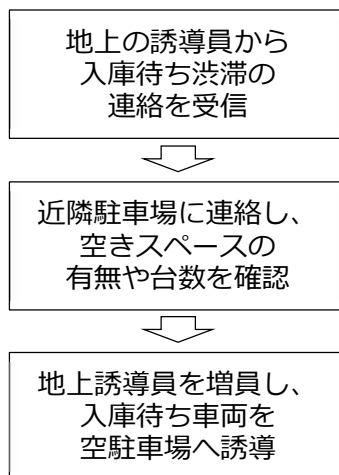 地上の誘導員から
入庫待ち渋滞の
連絡を受信
近隣駐車場に連絡し、
空きスペースの
有無や台数を確認
地上誘導員を増員し、
入庫待ち車両を
空駐車場へ誘導